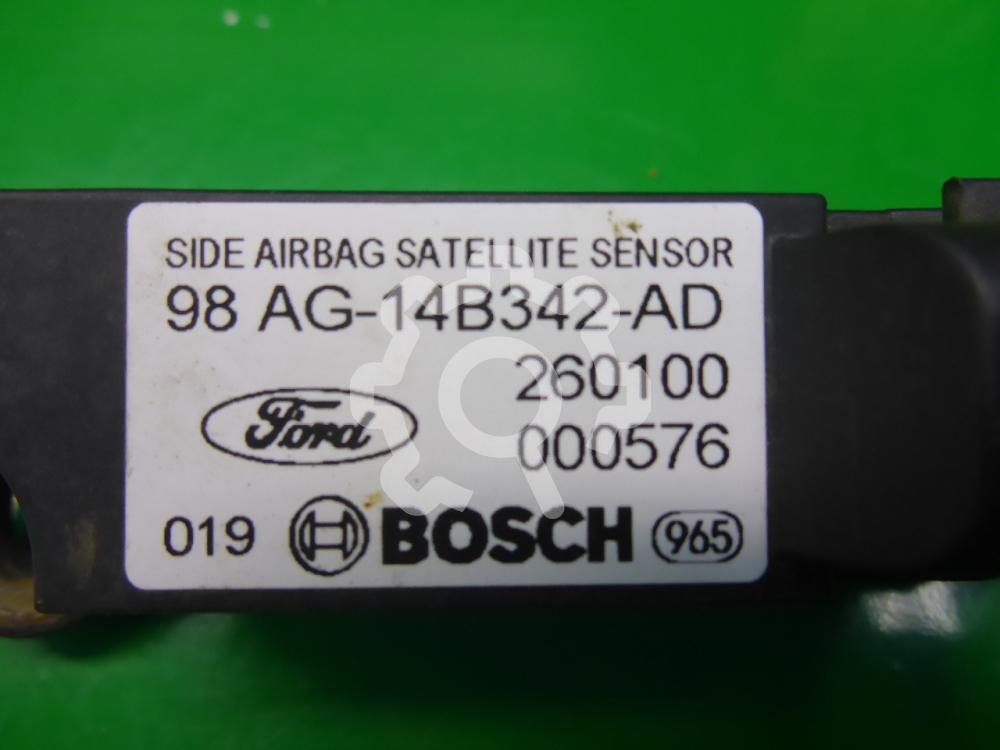 SIDE AIRBAG SATELLITE SENSOR
98 AG-14B342-AD
260100
Ford
000576
019 BOSCH 965